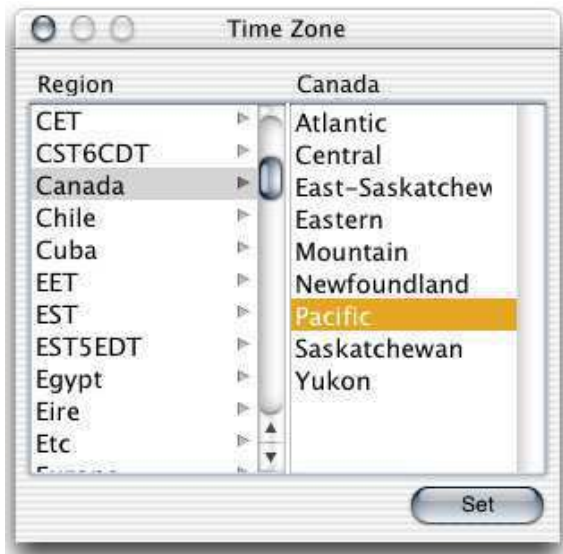 Time Zone
Region
Canada
CET
CST6CDT
Canada
Chile
Cuba
EET
EST
EST5EDT
Egypt
Eire
Etc
Atlantic
Central
East-Saskatchew
Eastern
Mountain
Newfoundland
Pacific
Saskatchewan
Yukon
Set